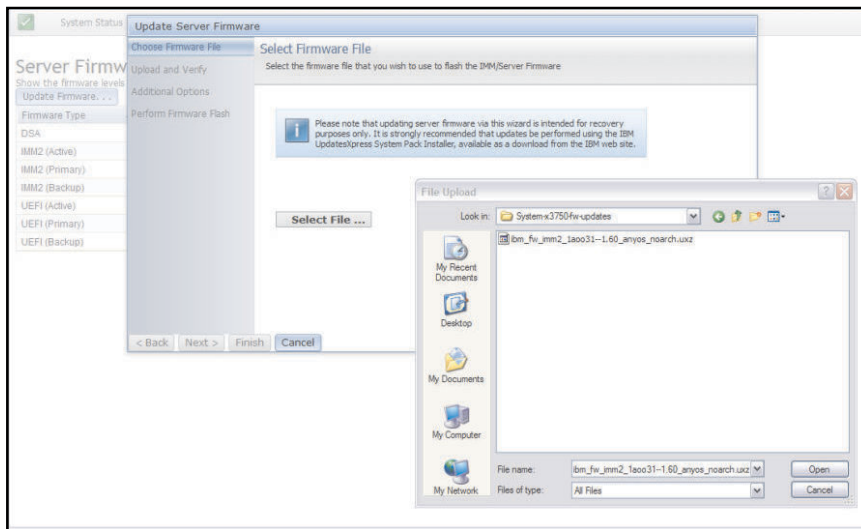 System Status
Server Firmw
Show the firmware levels
Update Firmware. . .
Firmware Type
DSA
IMM2 (Active)
IMM2 (Primary)
IMM2 (Backup)
UEFI (Active)
UEFI (Primary)
UEFI (Backup)
Update Server Firmware
Choose Firmware File
Upload and Verify
Additional Options
Perform Firmware Flash
Select Firmware File
Select the firmware file that you wish to use to flash the IMM/Server Firmware
Please note that updating server firmware via this wizard is intended for recovery
purposes only. It is strongly recommended that updates be performed using the IBM
UpdatesXpress System Pack Installer, available as a download from the IBM web site.
Select File ...
< Back
Next >
Finish
Cancel
File Upload
Look in:
System-x3750-fw-updates
My Recent
Documents
Desktop
My Documents
My Computer
My Network
ibm_fw_imm2_1aoo31--1.60_anyos_noarch.uxz
File name:
ibm_fw_imm2_1aoo31--1.60_anyos_noarch.uxz
Open
Files of type:
All Files
Cancel